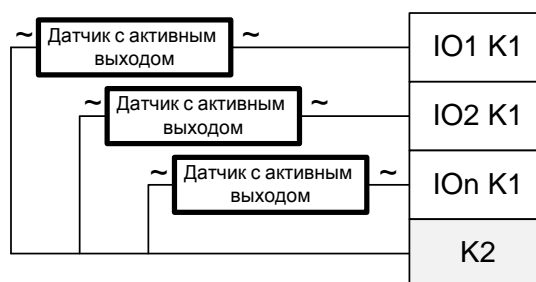 ~ Датчик с активным ~
выходом
IO1 K1
~ Датчик с активным ~
выходом
IO2 K1
~ Датчик с активным ~
выходом
IOn K1
K2